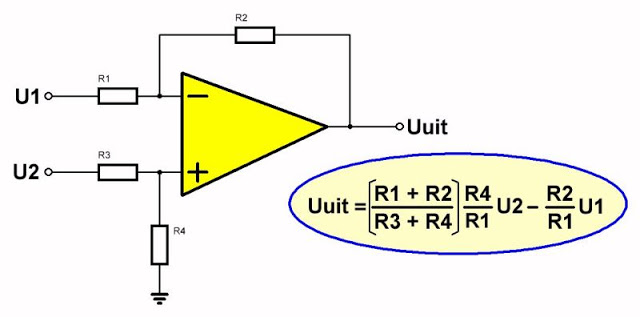 R2
R1
U1
−
Uuit
R3
U2
+
R4
Uuit = [R1 + R2 / R3 + R4] R4 / R1 U2 − R2 / R1 U1